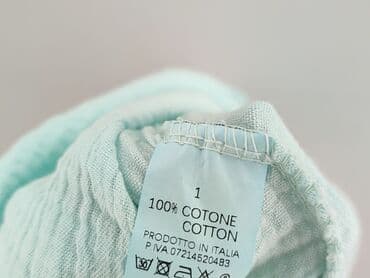 1
100% COTONE
COTTON
PRODOTTO IN ITALIA
P.IVA 07214520483